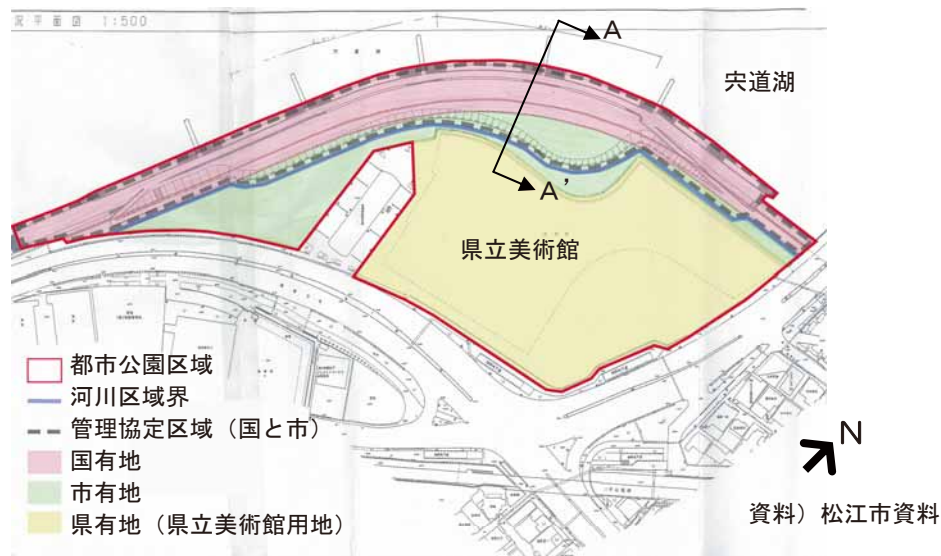 況平面図 1:500
宍道湖
A
宍道湖
A’
県立美術館
都市公園区域
河川区域界
管理協定区域（国と市）
国有地
市有地
県有地（県立美術館用地）
N
資料）松江市資料